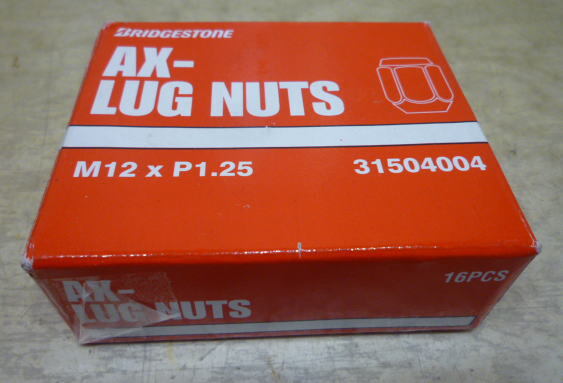 BRIDGESTONE
AX-
LUG NUTS
M12 x P1.25 31504004
16PCS
AX-
LUG NUTS